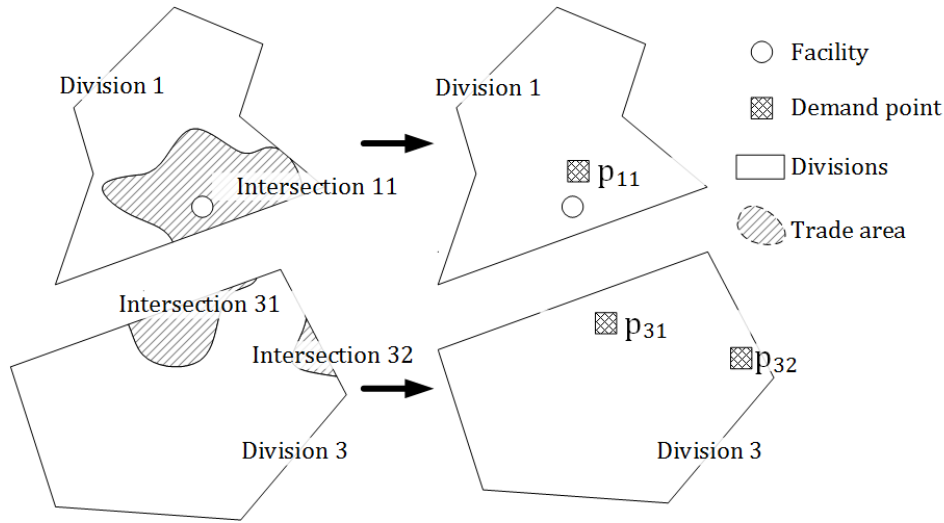 Division 1
Intersection 11
Division 1
p11
Facility
Demand point
Divisions
Trade area
Intersection 31
Intersection 32
Division 3
p31
p32
Division 3